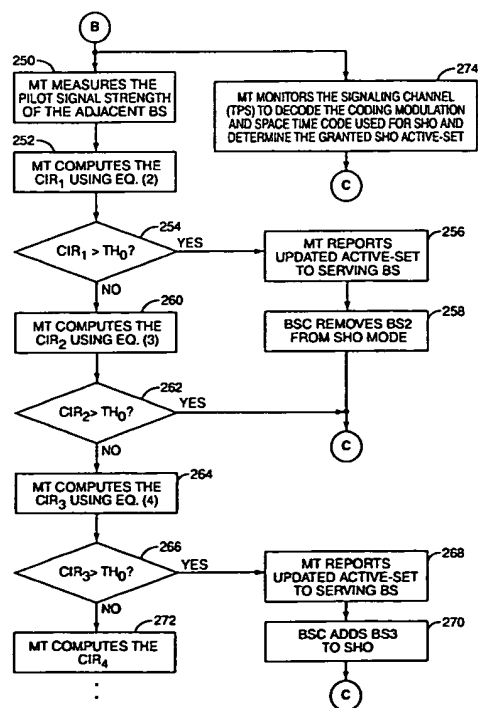 B
250
MT MEASURES THE
PILOT SIGNAL STRENGTH
OF THE ADJACENT BS
274
MT MONITORS THE SIGNALING CHANNEL
(TPS) TO DECODE THE CODING MODULATION
AND SPACE TIME CODE USED FOR SHO AND
DETERMINE THE GRANTED SHO ACTIVE-SET
C
252
MT COMPUTES THE
CIR1 USING EQ. (2)
254
CIR1 > TH0?
YES
NO
256
MT REPORTS
UPDATED ACTIVE-SET
TO SERVING BS
258
BSC REMOVES BS2
FROM SHO MODE
260
MT COMPUTES THE
CIR2 USING EQ. (3)
262
CIR2> TH0?
YES
NO
C
264
MT COMPUTES THE
CIR3 USING EQ. (4)
266
CIR3> TH0?
YES
NO
268
MT REPORTS
UPDATED ACTIVE-SET
TO SERVING BS
270
BSC ADDS BS3
TO SHO
C
272
MT COMPUTES THE
CIR4